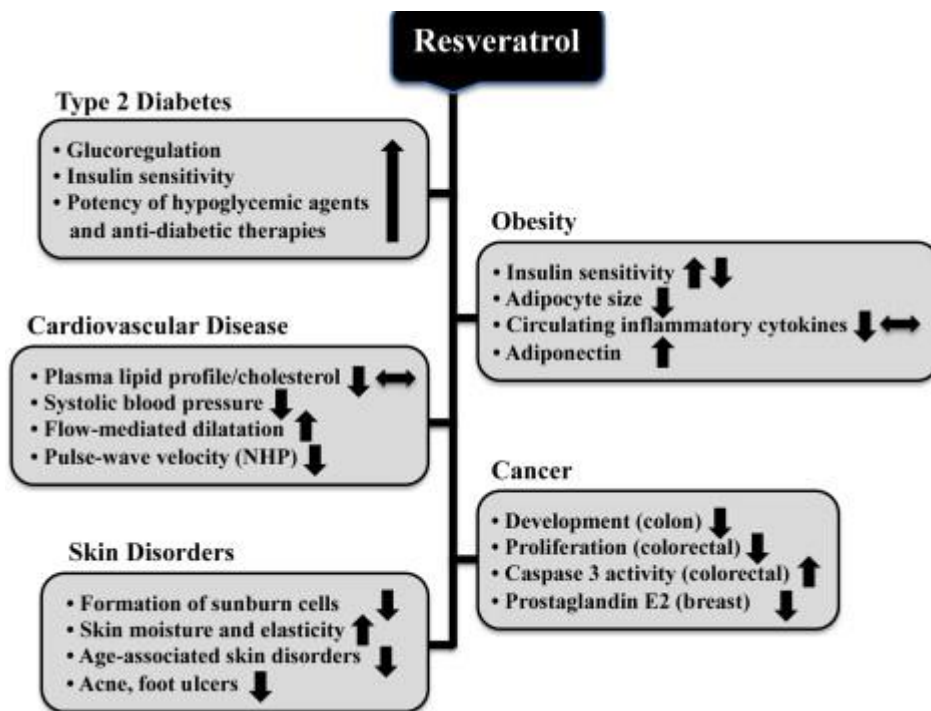 Resveratrol
Type 2 Diabetes
• Glucoregulation
• Insulin sensitivity
• Potency of hypoglycemic agents
and anti-diabetic therapies
Obesity
• Insulin sensitivity
• Adipocyte size
• Circulating inflammatory cytokines
• Adiponectin
Cardiovascular Disease
• Plasma lipid profile/cholesterol
• Systolic blood pressure
• Flow-mediated dilatation
• Pulse-wave velocity (NHP)
Cancer
• Development (colon)
• Proliferation (colorectal)
• Caspase 3 activity (colorectal)
• Prostaglandin E2 (breast)
Skin Disorders
• Formation of sunburn cells
• Skin moisture and elasticity
• Age-associated skin disorders
• Acne, foot ulcers